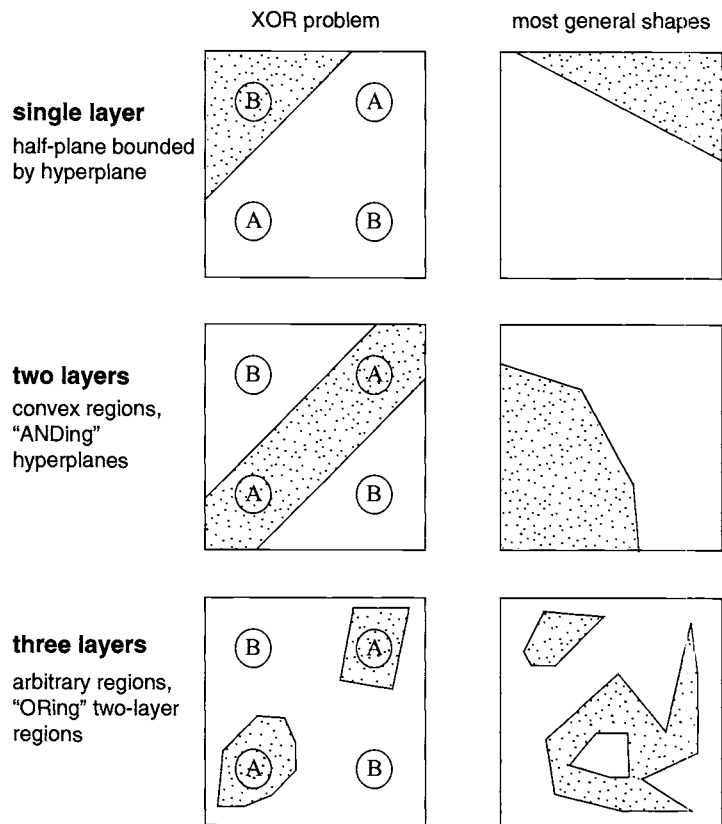 XOR problem
most general shapes
single layer
half-plane bounded
by hyperplane
B
A
A
B
two layers
convex regions,
“ANDing”
hyperplanes
B
A
A
B
three layers
arbitrary regions,
“ORing” two-layer
regions
B
A
A
B